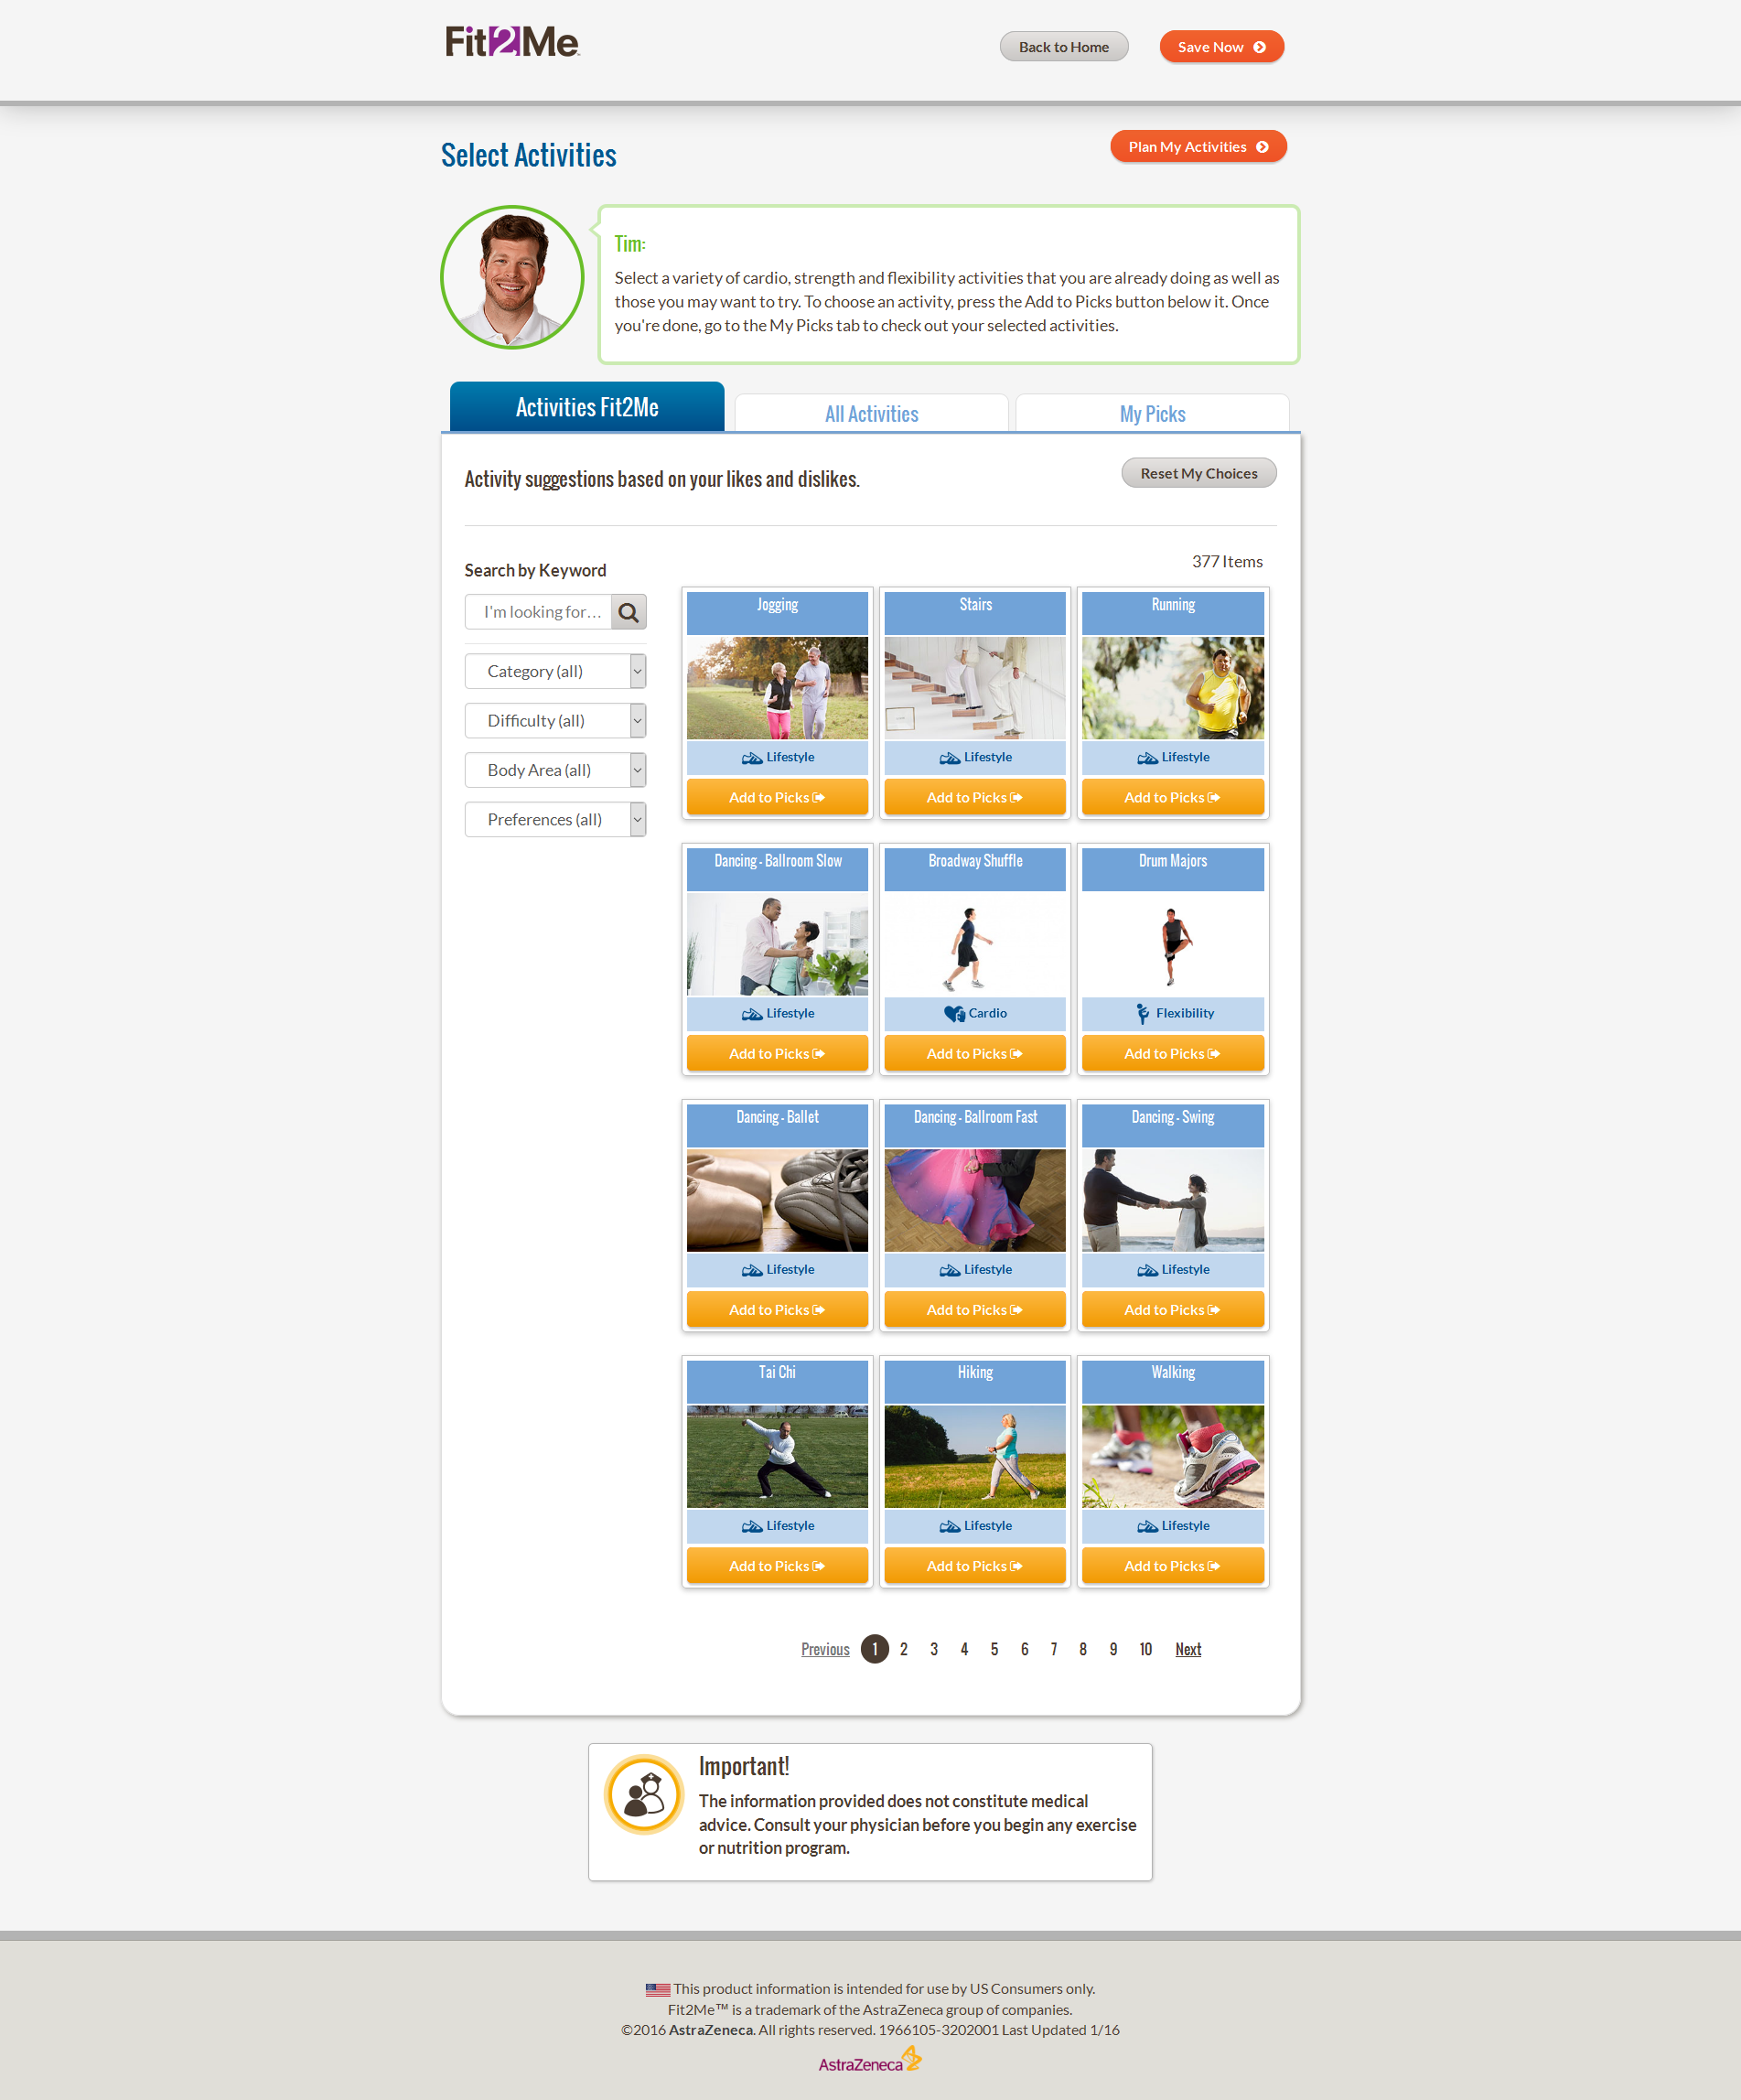 Fit2Me
Back to Home
Save Now
Select Activities
Plan My Activities
Tim:
Select a variety of cardio, strength and flexibility activities that you are already doing as well as
those you may want to try. To choose an activity, press the Add to Picks button below it. Once
you're done, go to the My Picks tab to check out your selected activities.
Activities Fit2Me
All Activities
My Picks
Activity suggestions based on your likes and dislikes.
Reset My Choices
377 Items
Search by Keyword
I'm looking for…
Category (all)
Difficulty (all)
Body Area (all)
Preferences (all)
Jogging
Stairs
Running
Lifestyle
Lifestyle
Lifestyle
Add to Picks
Add to Picks
Add to Picks
Dancing - Ballroom Slow
Broadway Shuffle
Drum Majors
Lifestyle
Cardio
Flexibility
Add to Picks
Add to Picks
Add to Picks
Dancing - Ballet
Dancing - Ballroom Fast
Dancing - Swing
Lifestyle
Lifestyle
Lifestyle
Add to Picks
Add to Picks
Add to Picks
Tai Chi
Hiking
Walking
Lifestyle
Lifestyle
Lifestyle
Add to Picks
Add to Picks
Add to Picks
Previous 1 2 3 4 5 6 7 8 9 10 Next
Important!
The information provided does not constitute medical
advice. Consult your physician before you begin any exercise
or nutrition program.
This product information is intended for use by US Consumers only.
Fit2Me™ is a trademark of the AstraZeneca group of companies.
©2016 AstraZeneca. All rights reserved. 1966105-3202001 Last Updated 1/16
AstraZeneca